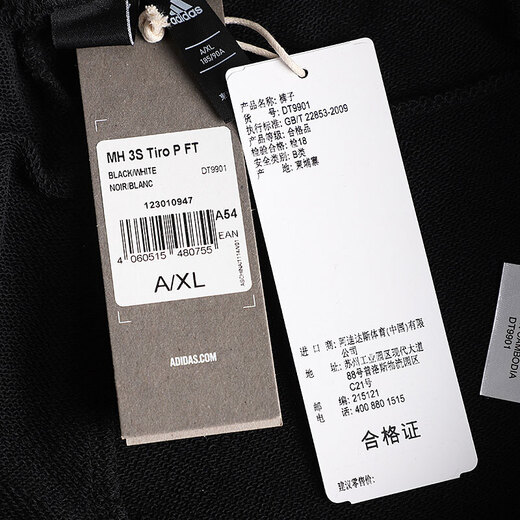 adidas
A/XL
185/90A
MH 3S Tiro P FT
BLACK/WHITE
DT9901
NOIR/BLANC
123010947
A54
EAN
4 060515 480755
A/XL
ADIDAS.COM
产品名称: 裤子
货 号: DT9901
执行标准: GB/T 22853-2009
产品等级: 合格品
检验合格: 检18
安全类别: B类
产 地: 柬埔寨
进 口 商: 阿迪达斯体育(中国)有限
公司
地 址: 苏州工业园区现代大道
88号普洛斯物流园区
C21号
邮 编: 215121
电 话: 400 880 1515
合格证
建议零售价:
DT9901